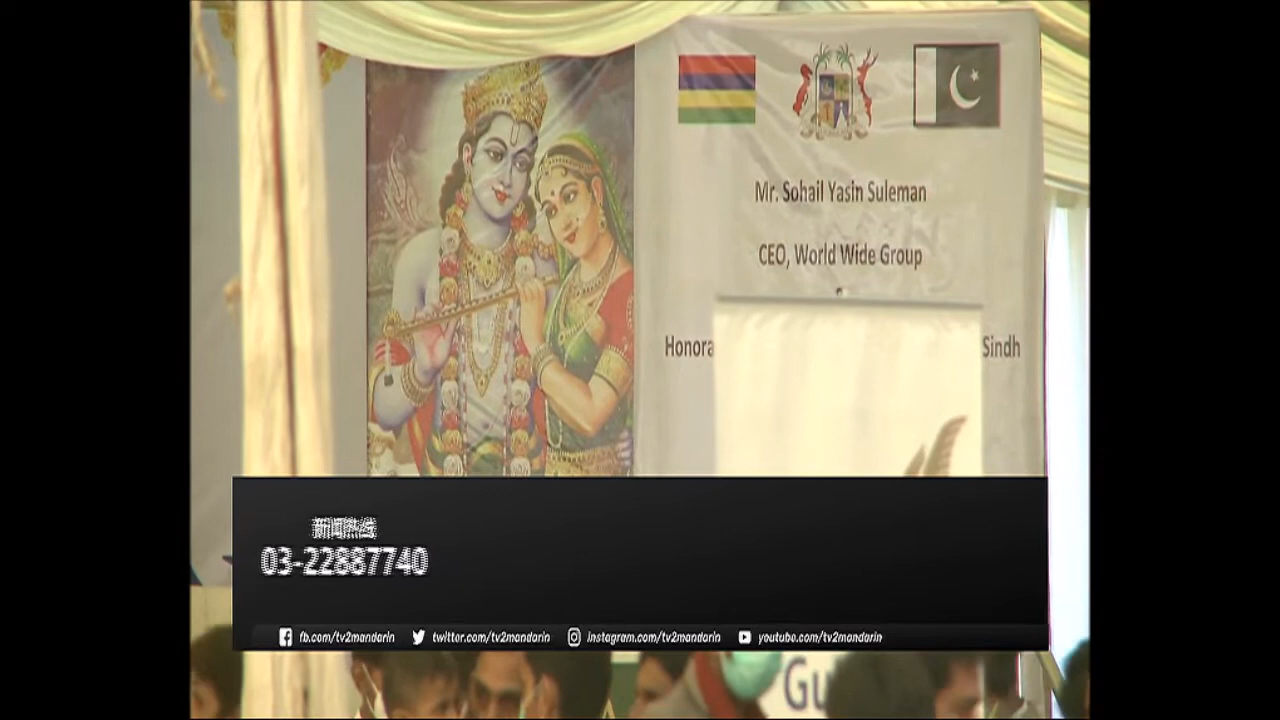 Mr. Sohail Yasin Suleman
CEO, World Wide Group
Honora
Sindh
新闻热线
03-22887740
fb.com/tv2mandarin
twitter.com/tv2mandarin
instagram.com/tv2mandarin
youtube.com/tv2mandarin
Gu